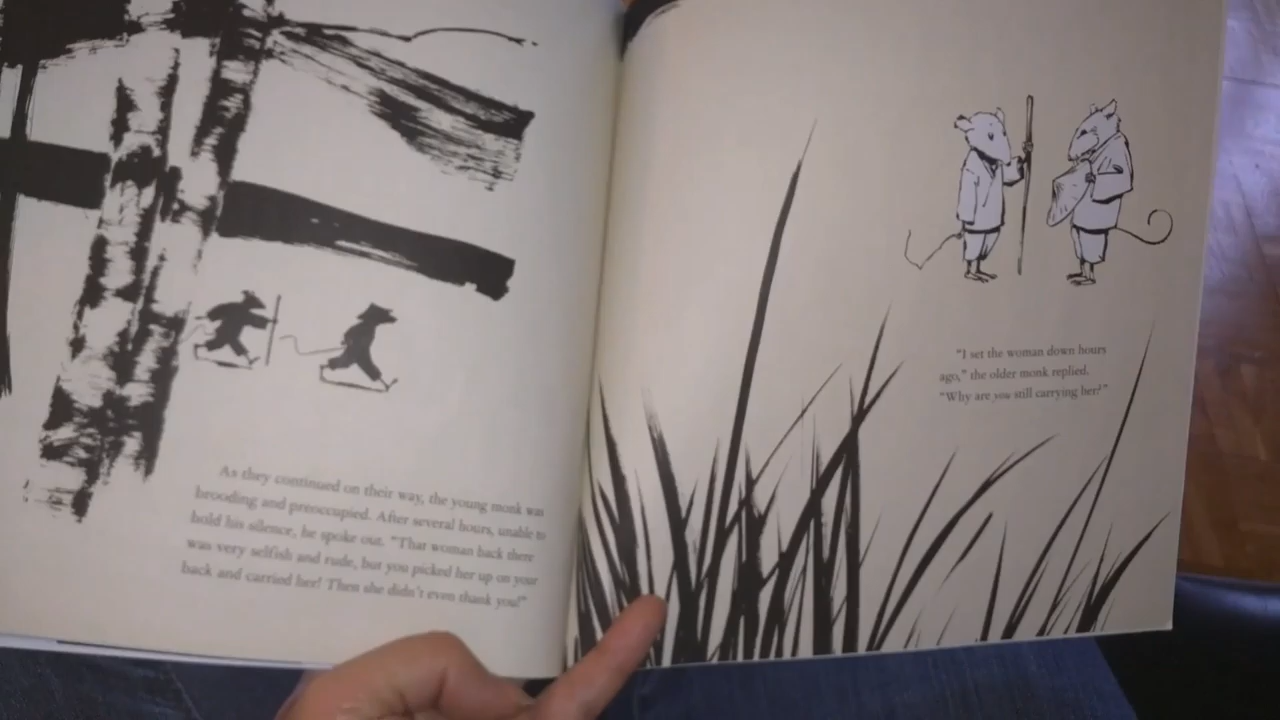 As they continued on their way, the young monk was
brooding and preoccupied. After several hours, unable to
hold his silence, he spoke out. "That woman back there
was very selfish and rude, but you picked her up on your
back and carried her! Then she didn't even thank you!"
"I set the woman down hours
ago," the older monk replied.
"Why are you still carrying her?"